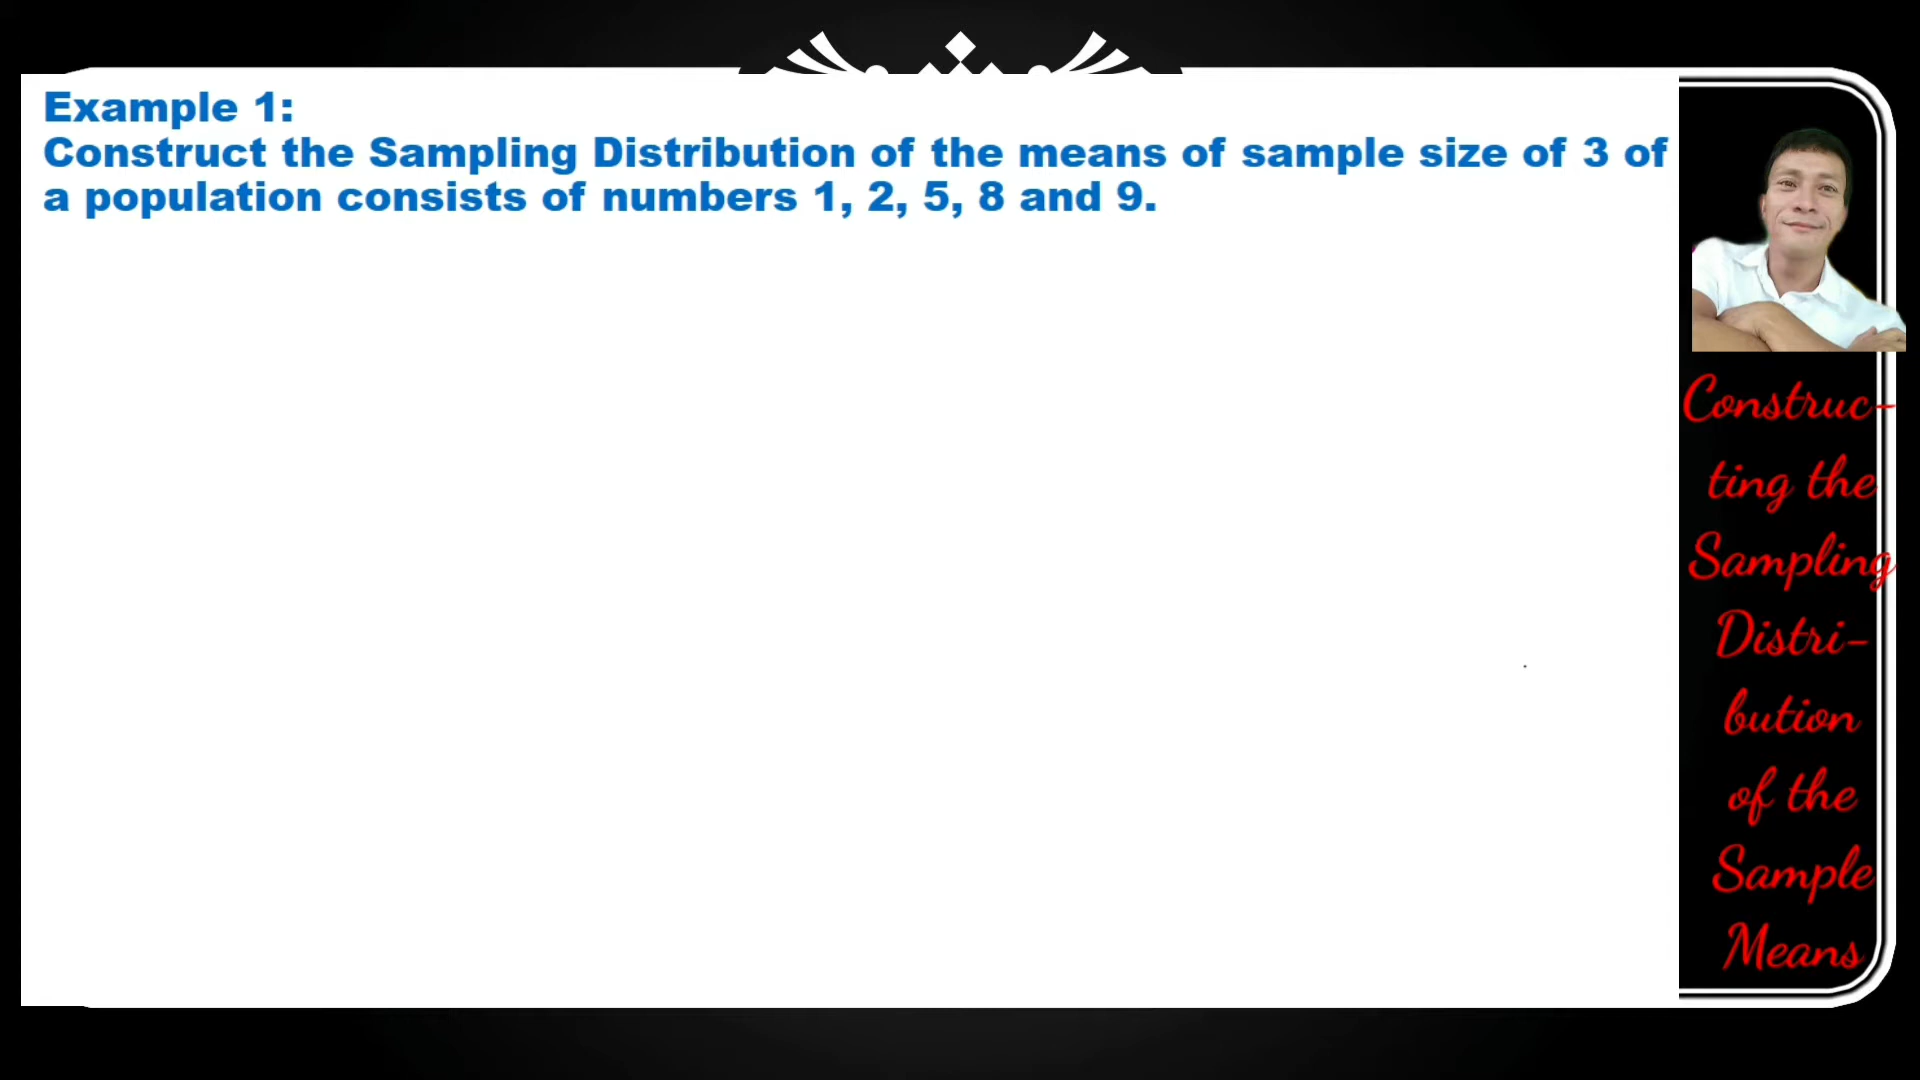 Example 1:
Construct the Sampling Distribution of the means of sample size of 3 of
a population consists of numbers 1, 2, 5, 8 and 9.
Construc-
ting the
Sampling
Distri-
bution
of the
Sample
Means